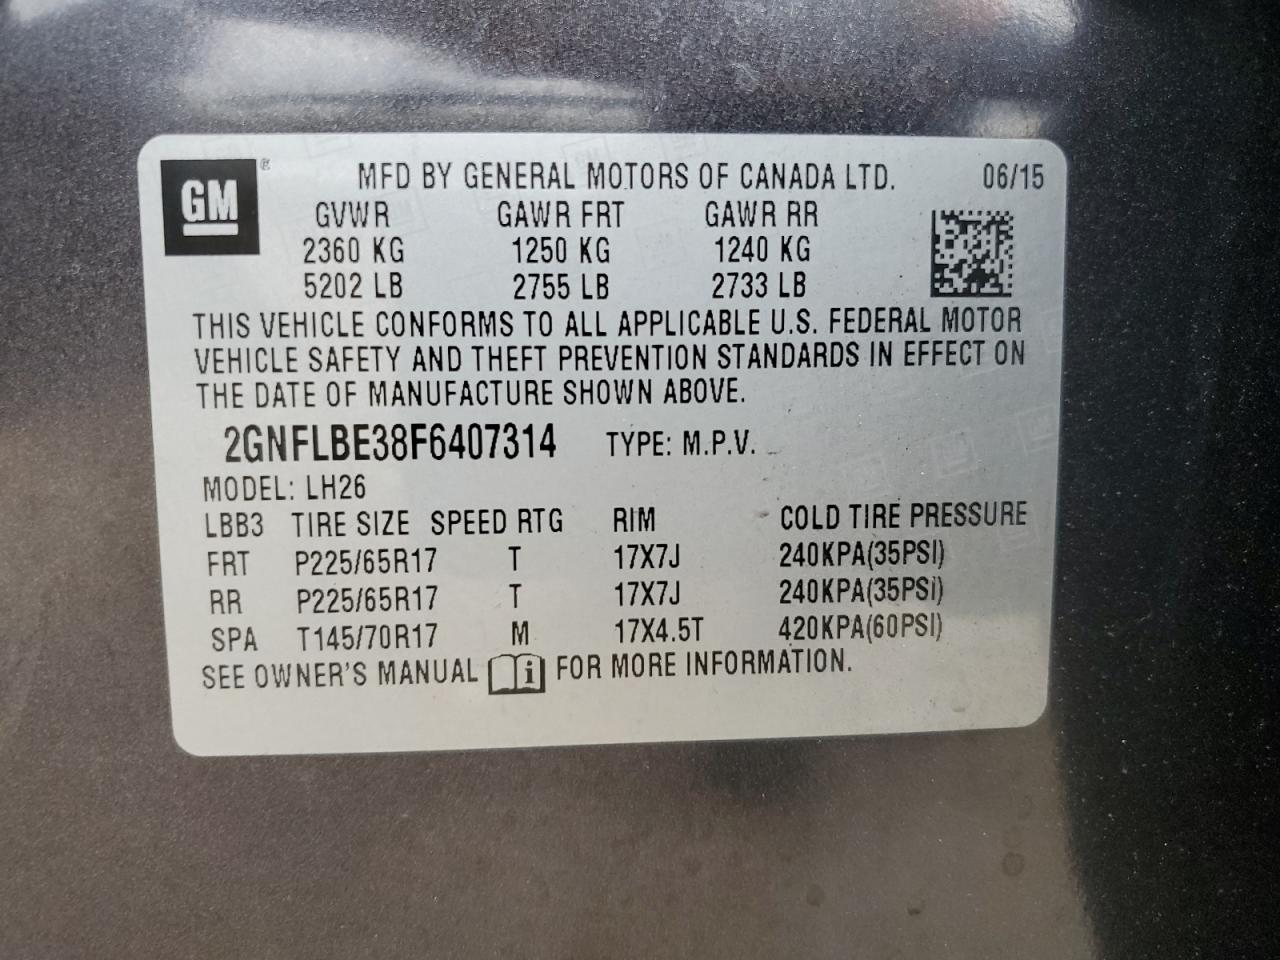 GM ®
MFD BY GENERAL MOTORS OF CANADA LTD. 06/15
GVWR GAWR FRT GAWR RR
2360 KG 1250 KG 1240 KG
5202 LB 2755 LB 2733 LB
THIS VEHICLE CONFORMS TO ALL APPLICABLE U.S. FEDERAL MOTOR
VEHICLE SAFETY AND THEFT PREVENTION STANDARDS IN EFFECT ON
THE DATE OF MANUFACTURE SHOWN ABOVE.
2GNFLBE38F6407314 TYPE: M.P.V.
MODEL: LH26
LBB3 TIRE SIZE SPEED RTG RIM COLD TIRE PRESSURE
FRT P225/65R17 T 17X7J 240KPA(35PSI)
RR P225/65R17 T 17X7J 240KPA(35PSI)
SPA T145/70R17 M 17X4.5T 420KPA(60PSI)
SEE OWNER'S MANUAL i FOR MORE INFORMATION.